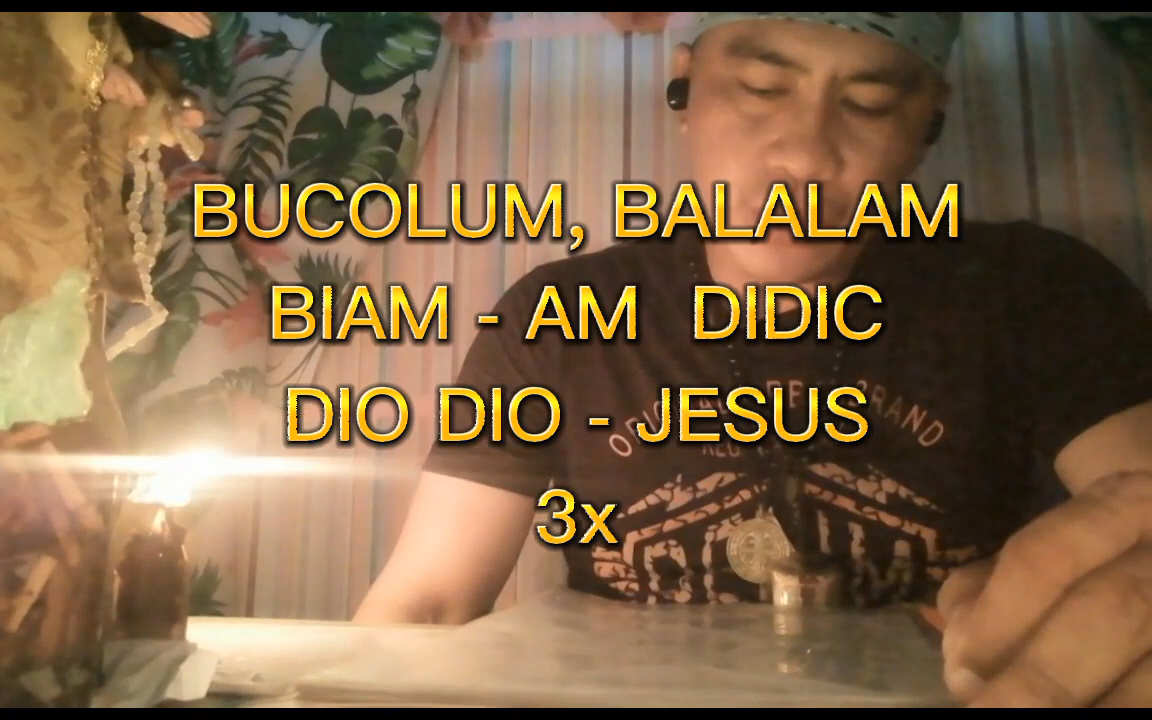 BUCOLUM, BALALAM
BIAM - AM DIDIC
DIO DIO - JESUS
3x